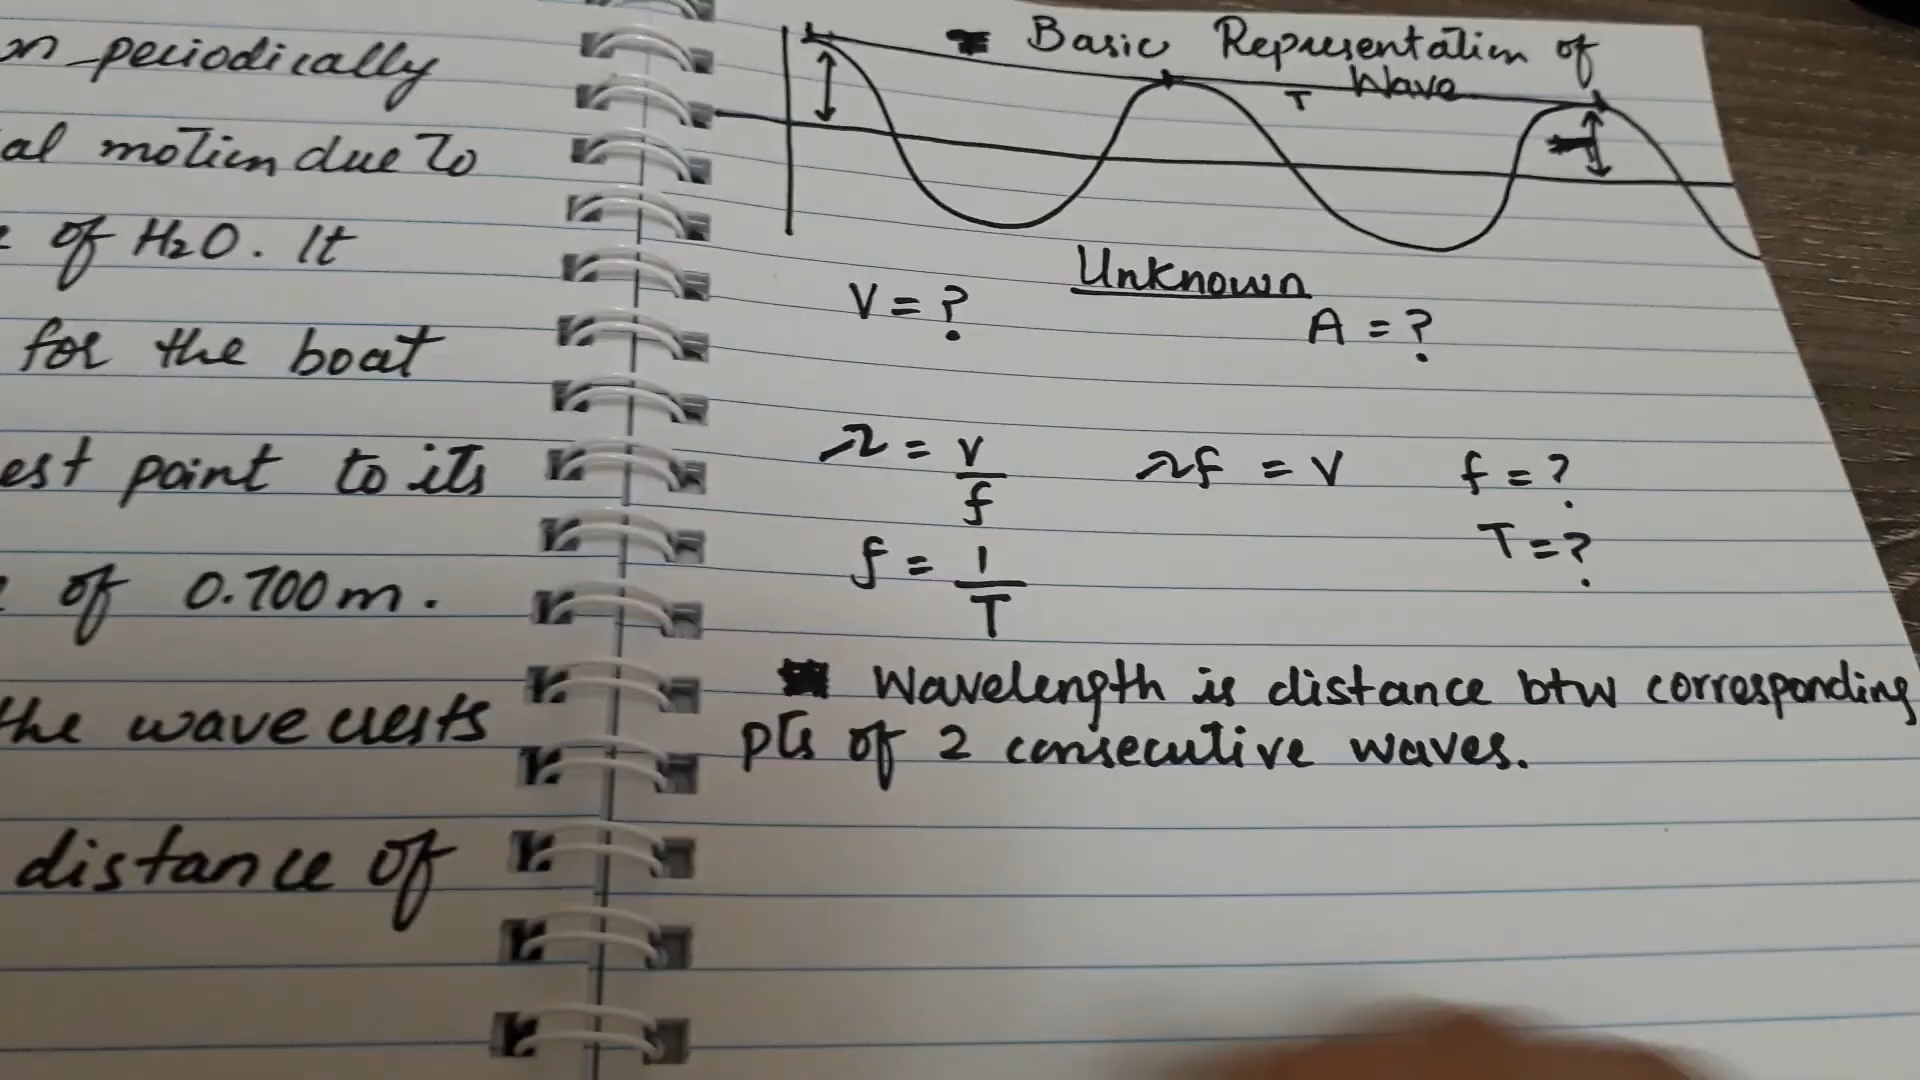 on periodically
al motion due to
of H₂O. It
for the boat
est point to its
of 0.700m.
the wave crests
distance of
Basic Representation of
Wave
T
Unknown
V = ?
A = ?
λ = v/f
λf = V
f = ?
T = ?
f = 1/T
Wavelength is distance btw corresponding
pts of 2 consecutive waves.